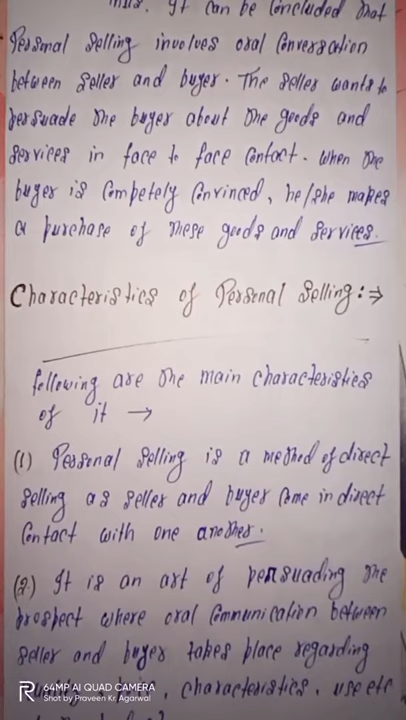 It can be Concluded that
Personal Selling involves oral Conversation
between seller and buyer. The seller wants to
persuade the buyer about the goods and
services in face to face Contact. When the
buyer is Competely Convinced, he/she makes
a purchase of these goods and services.
Characteristics of Personal Selling :⇒
following are the main characteristics
of it →
(1) Personal Selling is a method of direct
selling as seller and buyer Come in direct
Contact with one another.
(2) It is an art of persuading the
prospect where oral Communication between
seller and buyer takes place regarding
, characteristics, use etc
64MP AI QUAD CAMERA
Shot by Praveen Kr. Agarwal